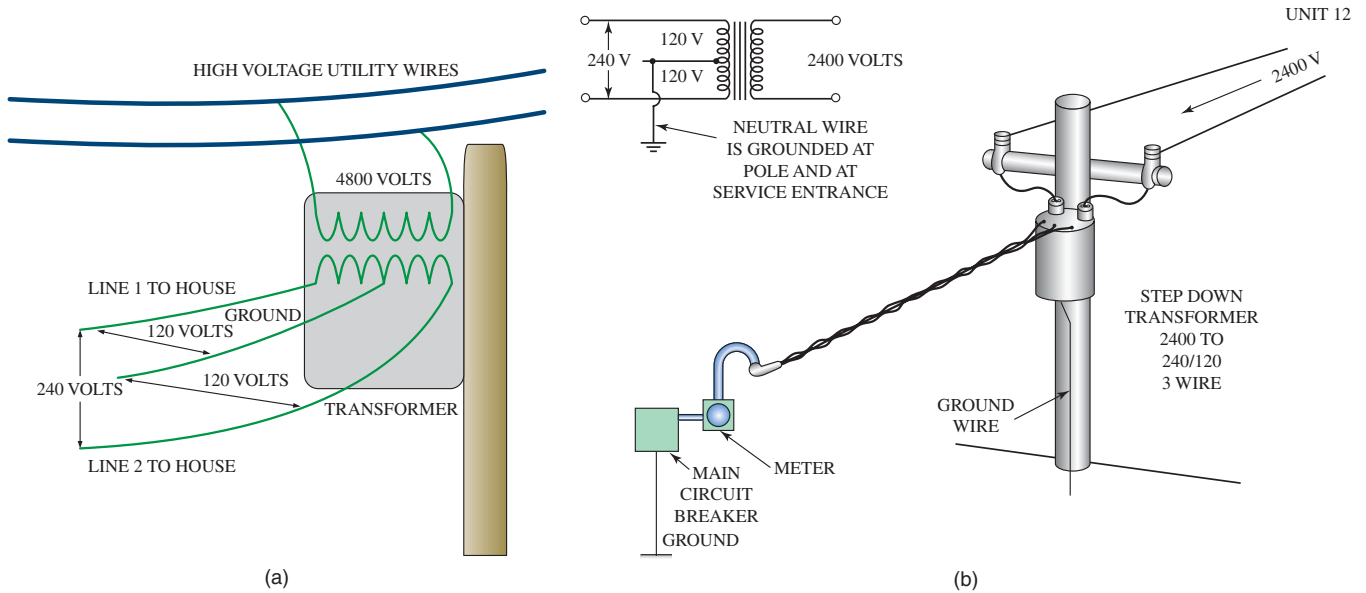 UNIT 12
HIGH VOLTAGE UTILITY WIRES
4800 VOLTS
LINE 1 TO HOUSE
GROUND
120 VOLTS
240 VOLTS
120 VOLTS
TRANSFORMER
LINE 2 TO HOUSE
(a)
120 V
240 V
120 V
2400 VOLTS
NEUTRAL WIRE
IS GROUNDED AT
POLE AND AT
SERVICE ENTRANCE
2400 V
STEP DOWN
TRANSFORMER
2400 TO
240/120
3 WIRE
GROUND
WIRE
METER
MAIN
CIRCUIT
BREAKER
GROUND
(b)